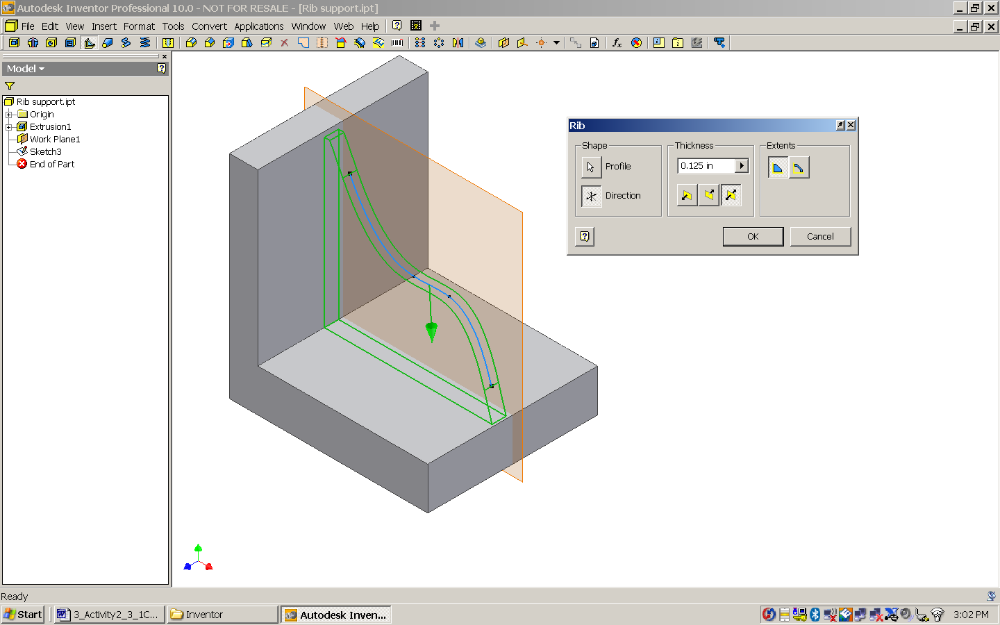 Autodesk Inventor Professional 10.0 - NOT FOR RESALE - [Rib support.ipt]
File Edit View Insert Format Tools Convert Applications Window Web Help
Model
Rib support.ipt
Origin
Extrusion1
Work Plane1
Sketch3
End of Part
Rib
Shape Thickness Extents
Profile 0.125 in
Direction
OK Cancel
Ready
Start 3_Activity2_3_1C... Inventor Autodesk Inven... 3:02 PM